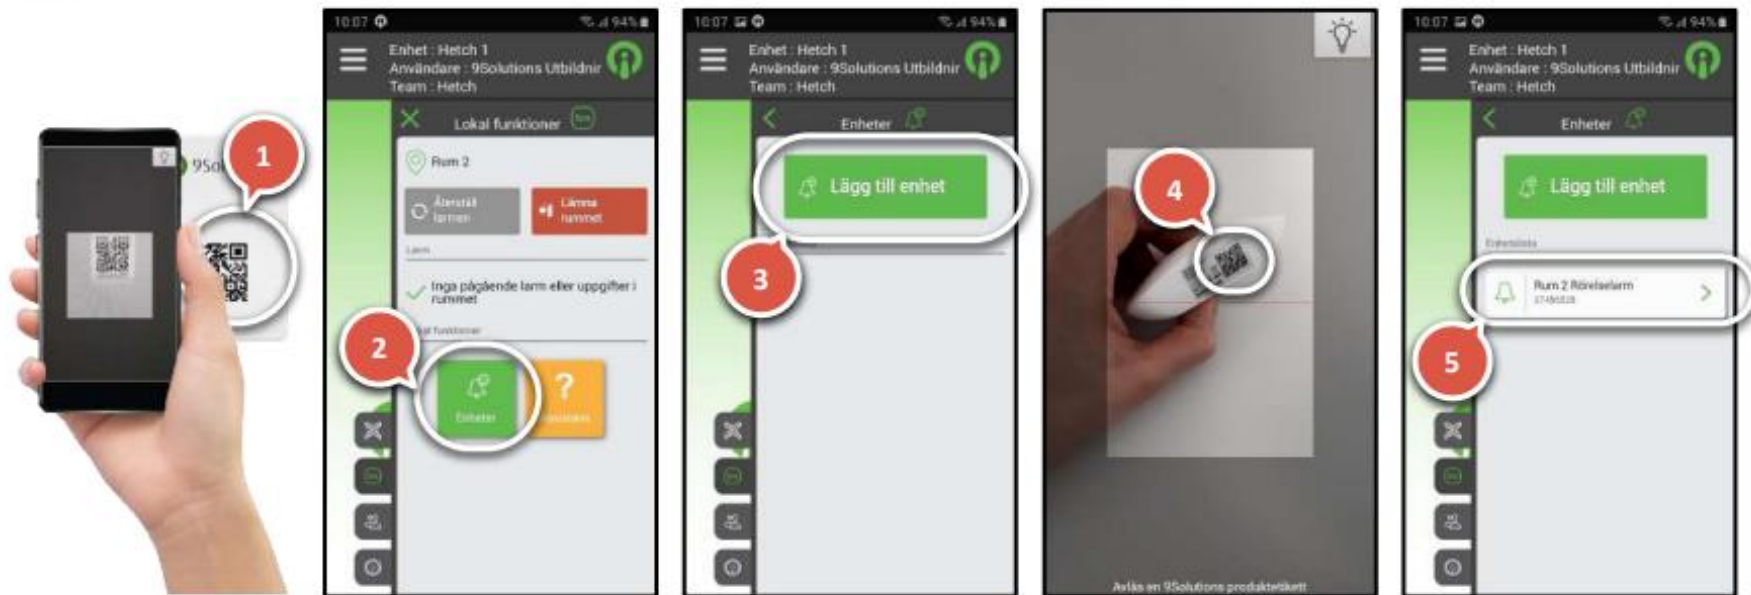 1
9Sol
10:07
94%
Enhet : Hetch 1
Användare : 9Solutions Utbildnir
Team : Hetch
Lokal funktioner
Rum 2
Återställ
larmen
Lämna
rummet
Larm
Inga pågående larm eller uppgifter i
rummet
2
funktioner
Enheter
?
10:07
94%
Enhet : Hetch 1
Användare : 9Solutions Utbildnir
Team : Hetch
Enheter
Lägg till enhet
3
4
Avläs en 9Solutions produktetikett
10:07
94%
Enhet : Hetch 1
Användare : 9Solutions Utbildnir
Team : Hetch
Enheter
Lägg till enhet
Enhetslista
Rum 2 Rörelselarm
5